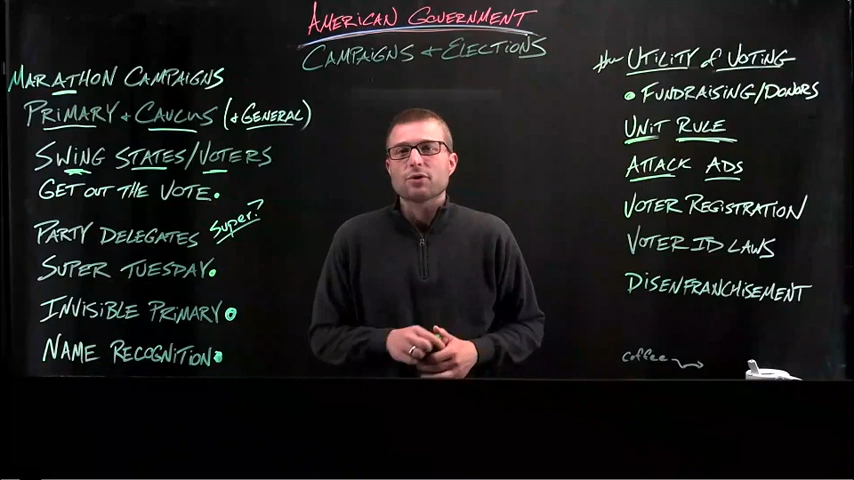 American Government
Campaigns & Elections
Marathon Campaigns
Primary & Caucus (& General)
Swing States/Voters
Get out the Vote.
Party Delegates Super?
Super Tuesday.
Invisible Primary
Name Recognition
the Utility of Voting
• Fundraising/Donors
Unit Rule
Attack Ads
Voter Registration
Voter ID Laws
Disenfranchisement
coffee